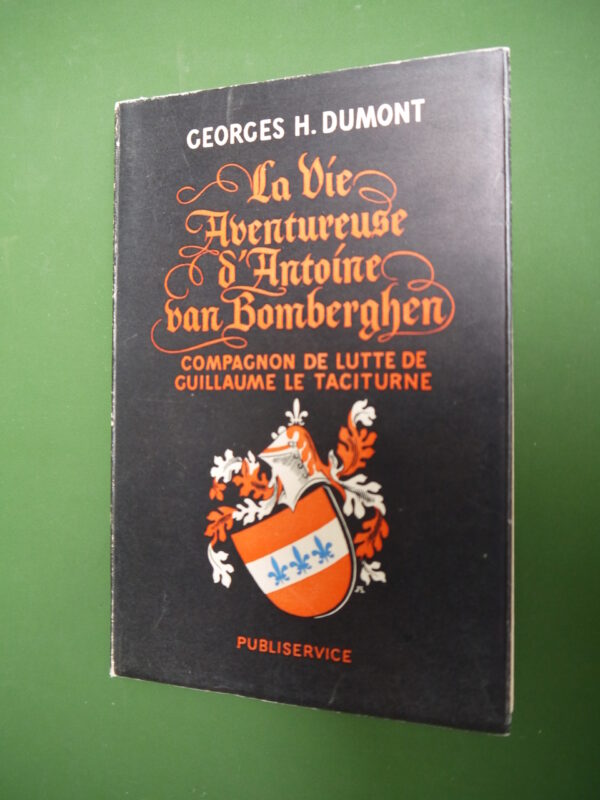 GEORGES H. DUMONT
La Vie
Aventureuse
d'Antoine
van Bomberghen
COMPAGNON DE LUTTE DE
GUILLAUME LE TACITURNE
PUBLISERVICE